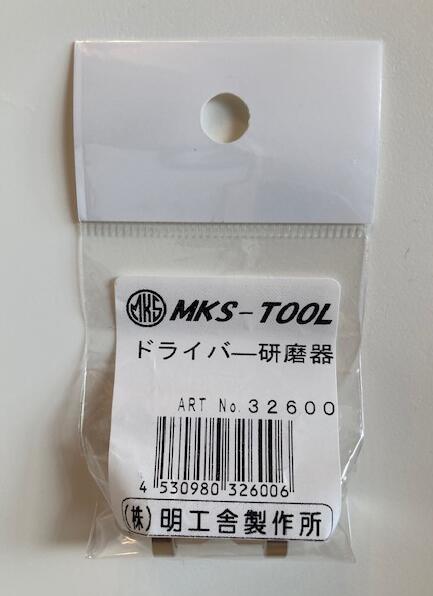 MKS MKS-TOOL
ドライバー研磨器
ART No. 32600
4 530980 326006
(株)明工舎製作所